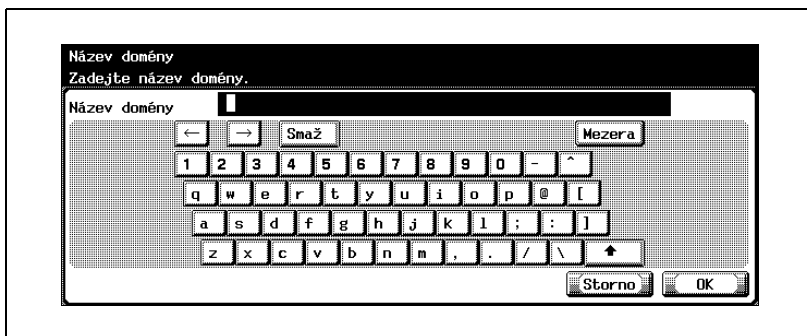 Název domény
Zadejte název domény.
Název domény
← → Smaž Mezera
1 2 3 4 5 6 7 8 9 0 - ^
q w e r t y u i o p @ [
a s d f g h j k l ; : ]
z x c v b n m , . / \ ⬆
Storno OK